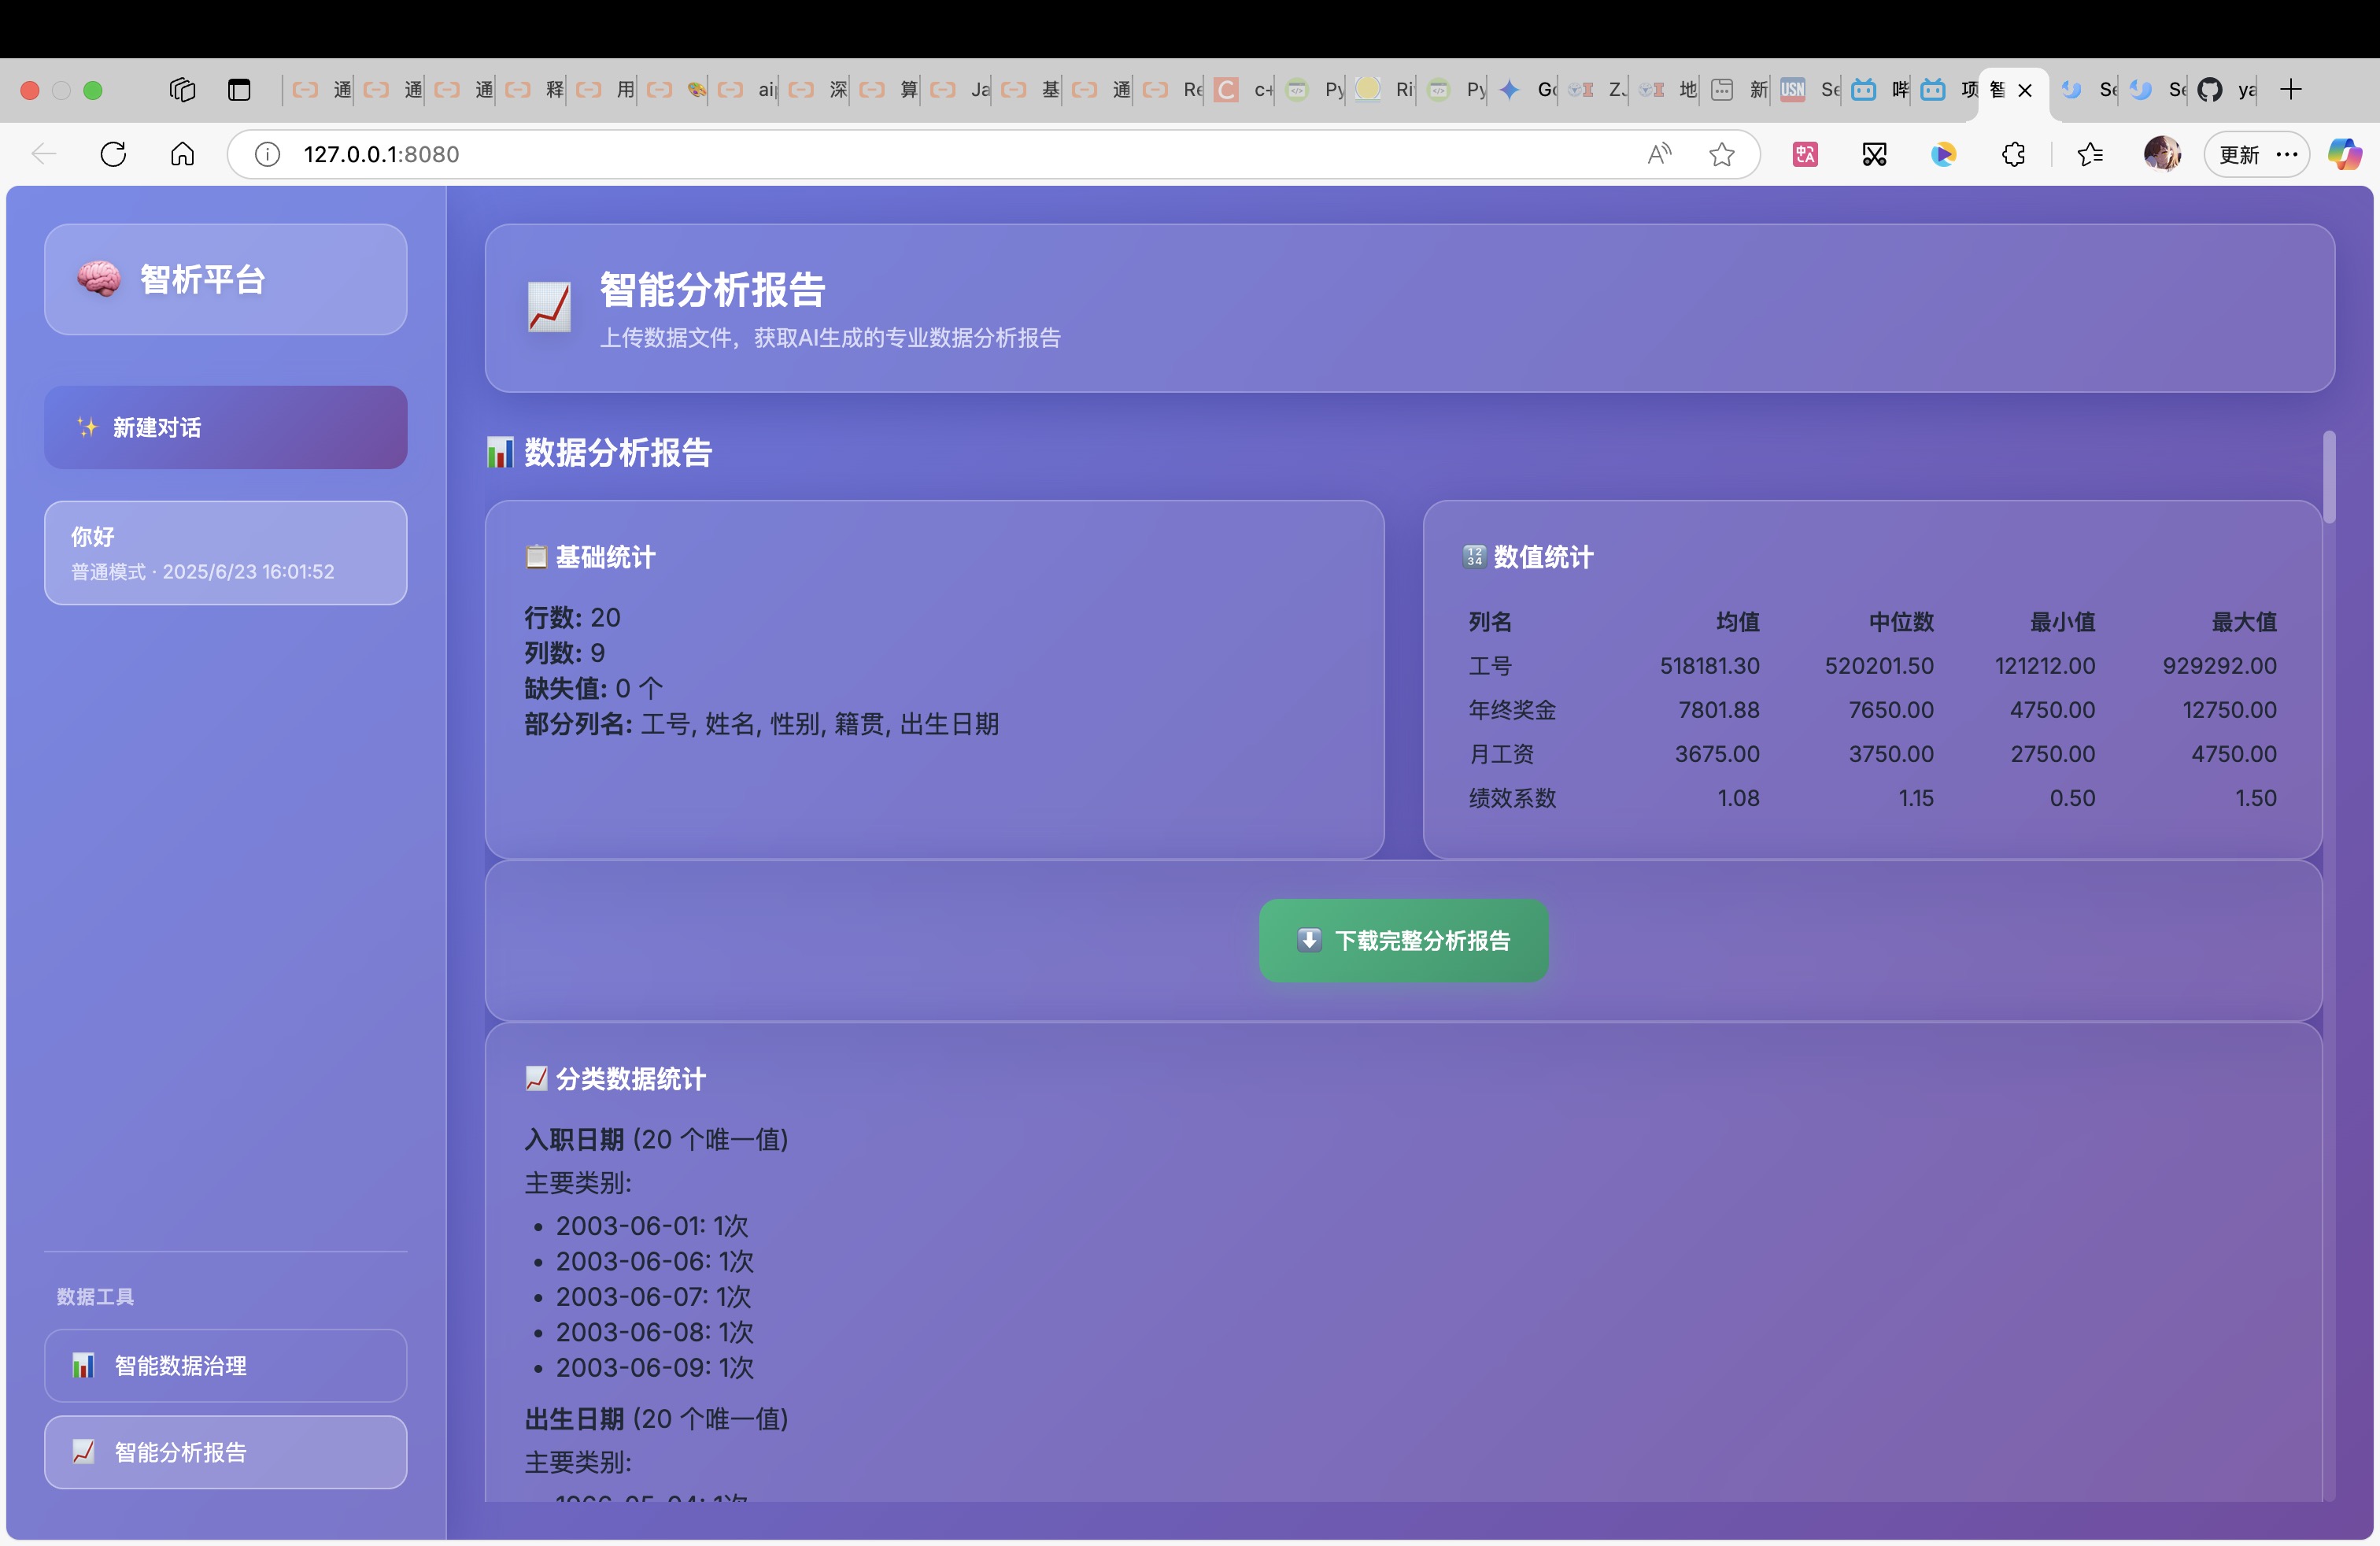 通
通
通
释
用
深
算
基
通
地
新
哔
项
智
127.0.0.1:8080
更新
智析平台
新建对话
你好
普通模式 · 2025/6/23 16:01:52
数据工具
智能数据治理
智能分析报告
智能分析报告
上传数据文件，获取AI生成的专业数据分析报告
数据分析报告
基础统计
行数: 20
列数: 9
缺失值: 0 个
部分列名: 工号, 姓名, 性别, 籍贯, 出生日期
数值统计
列名 均值 中位数 最小值 最大值
工号 518181.30 520201.50 121212.00 929292.00
年终奖金 7801.88 7650.00 4750.00 12750.00
月工资 3675.00 3750.00 2750.00 4750.00
绩效系数 1.08 1.15 0.50 1.50
下载完整分析报告
分类数据统计
入职日期 (20 个唯一值)
主要类别:
• 2003-06-01: 1次
• 2003-06-06: 1次
• 2003-06-07: 1次
• 2003-06-08: 1次
• 2003-06-09: 1次
出生日期 (20 个唯一值)
主要类别: